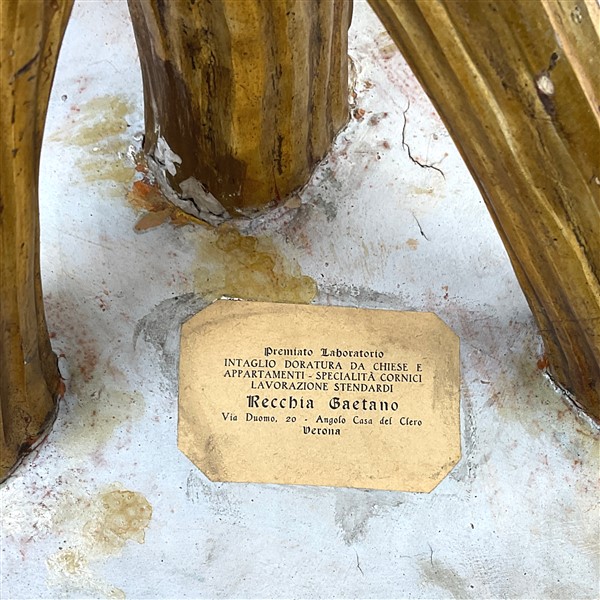 Premiato Laboratorio
INTAGLIO DORATURA DA CHIESE E
APPARTAMENTI - SPECIALITÀ CORNICI
LAVORAZIONE STENDARDI
Recchia Gaetano
Via Duomo, 20 - Angolo Casa del Clero
Verona